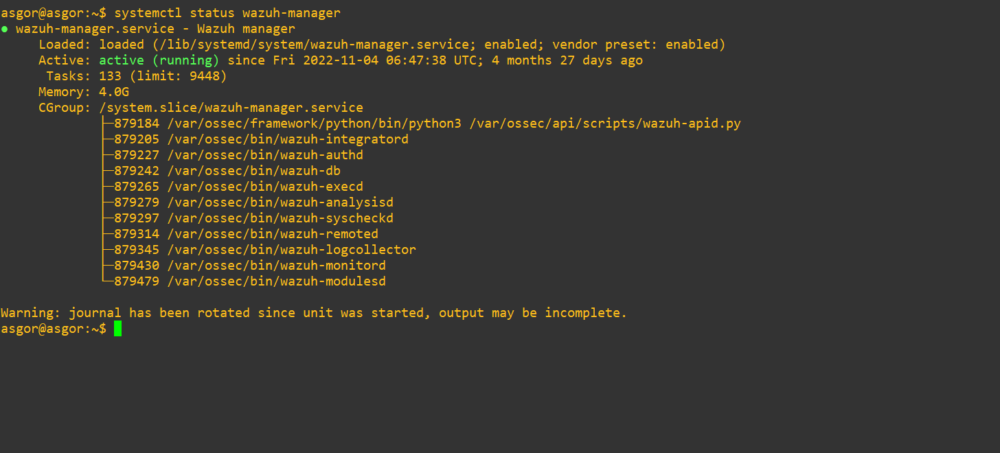 asgor@asgor:~$ systemctl status wazuh-manager
● wazuh-manager.service - Wazuh manager
     Loaded: loaded (/lib/systemd/system/wazuh-manager.service; enabled; vendor preset: enabled)
     Active: active (running) since Fri 2022-11-04 06:47:38 UTC; 4 months 27 days ago
      Tasks: 133 (limit: 9448)
     Memory: 4.0G
     CGroup: /system.slice/wazuh-manager.service
             ├─879184 /var/ossec/framework/python/bin/python3 /var/ossec/api/scripts/wazuh-apid.py
             ├─879205 /var/ossec/bin/wazuh-integratord
             ├─879227 /var/ossec/bin/wazuh-authd
             ├─879242 /var/ossec/bin/wazuh-db
             ├─879265 /var/ossec/bin/wazuh-execd
             ├─879279 /var/ossec/bin/wazuh-analysisd
             ├─879297 /var/ossec/bin/wazuh-syscheckd
             ├─879314 /var/ossec/bin/wazuh-remoted
             ├─879345 /var/ossec/bin/wazuh-logcollector
             ├─879430 /var/ossec/bin/wazuh-monitord
             └─879479 /var/ossec/bin/wazuh-modulesd
Warning: journal has been rotated since unit was started, output may be incomplete.
asgor@asgor:~$